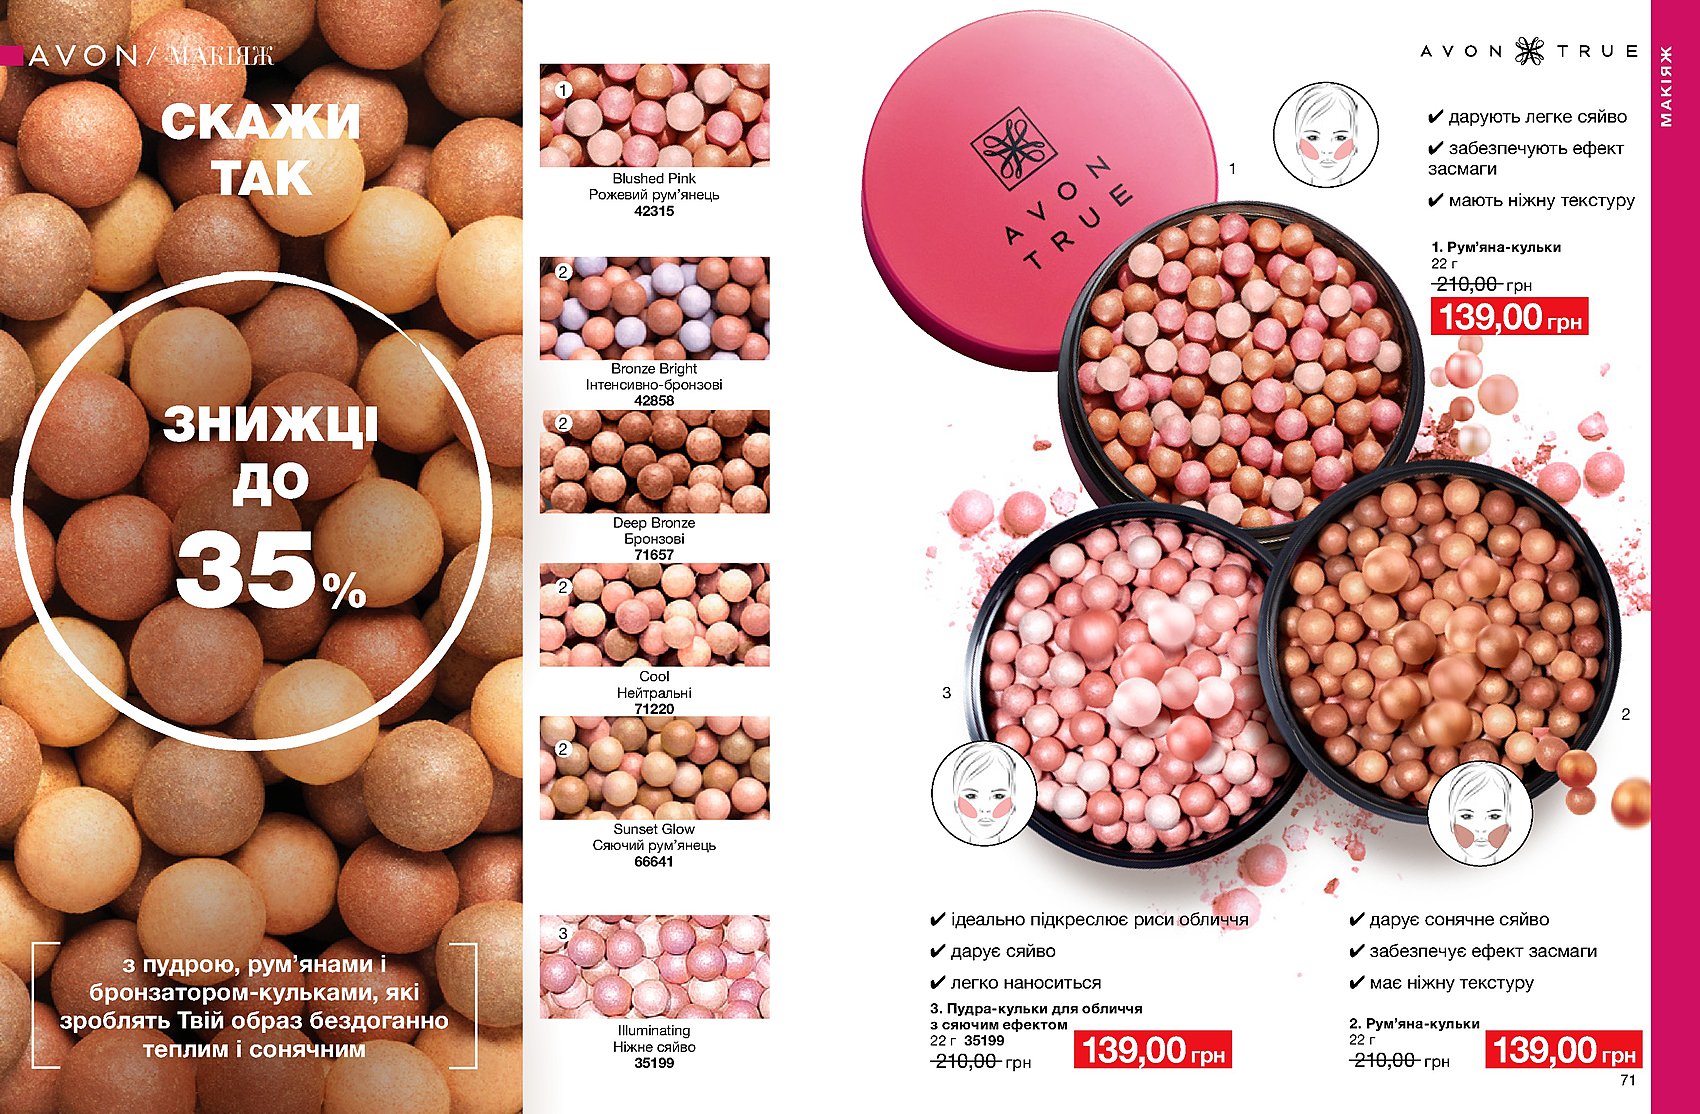 AVON/МАКІЯЖ
СКАЖИ
ТАК
ЗНИЖЦІ
ДО
35%
з пудрою, рум'янами і
бронзатором-кульками, які
зроблять Твій образ бездоганно
теплим і сонячним
1
Blushed Pink
Рожевий рум'янець
42315
2
Bronze Bright
Інтенсивно-бронзові
42858
2
Deep Bronze
Бронзові
71657
2
Cool
Нейтральні
71220
2
Sunset Glow
Сяючий рум'янець
66641
3
Illuminating
Ніжне сяйво
35199
AVON
TRUE
1
3
2
AVON TRUE
МАКІЯЖ
✔ дарують легке сяйво
✔ забезпечують ефект
засмаги
✔ мають ніжну текстуру
1. Рум'яна-кульки
22 г
210,00 грн
139,00 грн
✔ ідеально підкреслює риси обличчя
✔ дарує сяйво
✔ легко наноситься
3. Пудра-кульки для обличчя
з сяючим ефектом
22 г 35199
210,00 грн
139,00 грн
✔ дарує сонячне сяйво
✔ забезпечує ефект засмаги
✔ має ніжну текстуру
2. Рум'яна-кульки
22 г
210,00 грн
139,00 грн
71